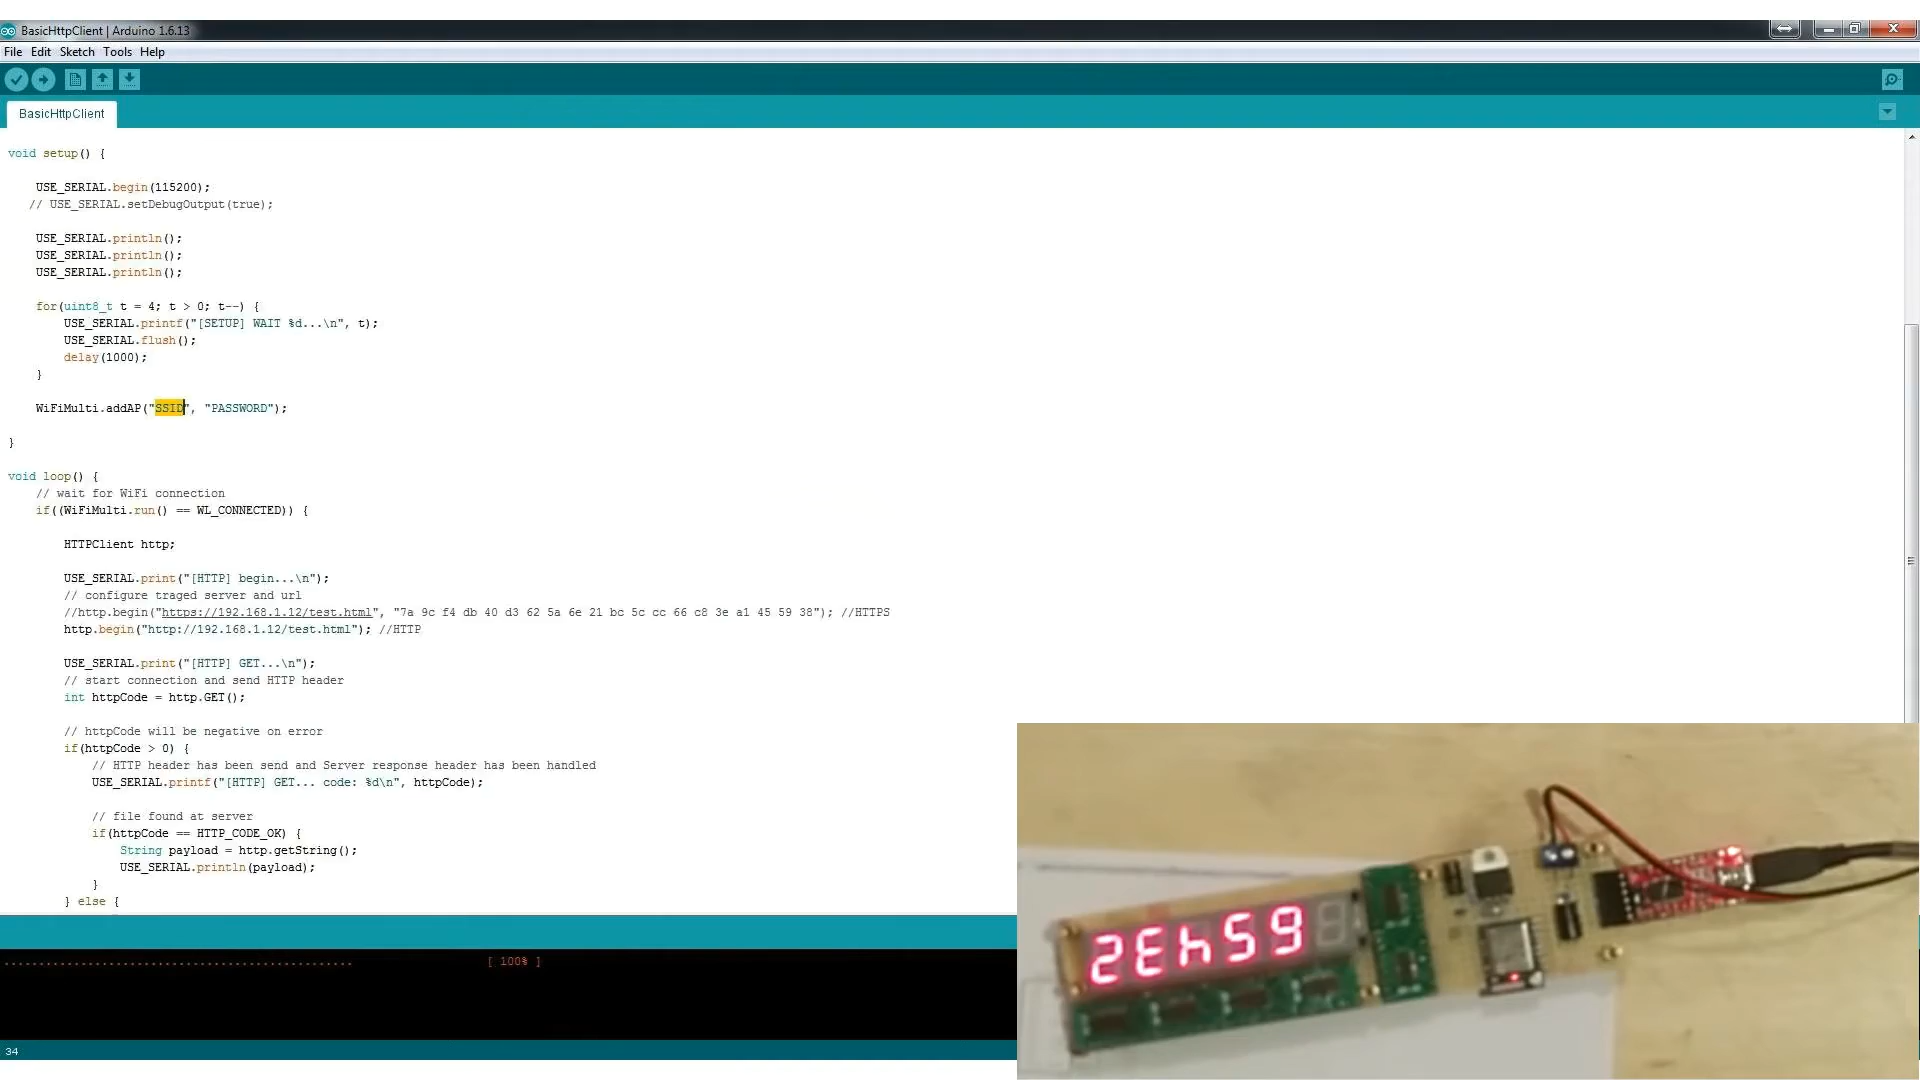 BasicHttpClient | Arduino 1.6.13
File Edit Sketch Tools Help
BasicHttpClient
void setup() {
USE_SERIAL.begin(115200);
// USE_SERIAL.setDebugOutput(true);
USE_SERIAL.println();
USE_SERIAL.println();
USE_SERIAL.println();
for(uint8_t t = 4; t > 0; t--) {
USE_SERIAL.printf("[SETUP] WAIT %d...\n", t);
USE_SERIAL.flush();
delay(1000);
}
WiFiMulti.addAP("SSID", "PASSWORD");
}
void loop() {
// wait for WiFi connection
if((WiFiMulti.run() == WL_CONNECTED)) {
HTTPClient http;
USE_SERIAL.print("[HTTP] begin...\n");
// configure traged server and url
//http.begin("https://192.168.1.12/test.html", "7a 9c f4 db 40 d3 62 5a 6e 21 bc 5c cc 66 c8 3e a1 45 59 38"); //HTTPS
http.begin("http://192.168.1.12/test.html"); //HTTP
USE_SERIAL.print("[HTTP] GET...\n");
// start connection and send HTTP header
int httpCode = http.GET();
// httpCode will be negative on error
if(httpCode > 0) {
// HTTP header has been send and Server response header has been handled
USE_SERIAL.printf("[HTTP] GET... code: %d\n", httpCode);
// file found at server
if(httpCode == HTTP_CODE_OK) {
String payload = http.getString();
USE_SERIAL.println(payload);
}
} else {
................................................. [ 100% ]
34